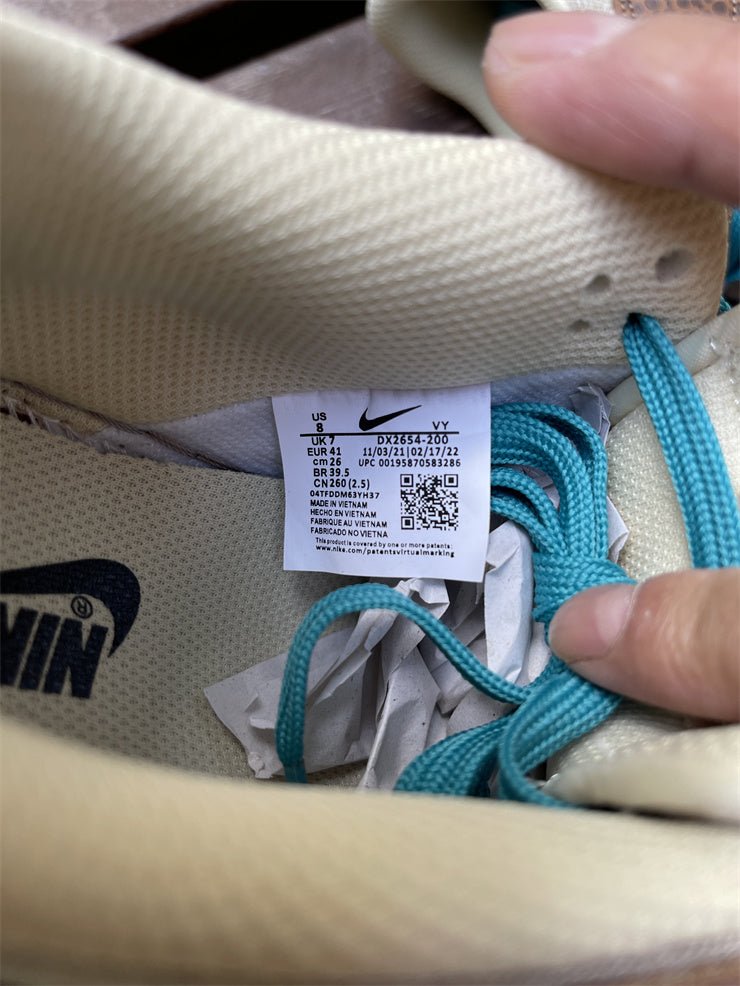 US
8 VY
UK 7 DX2654-200
EUR 41 11/03/21|02/17/22
cm 26 UPC 00195870583286
BR 39.5
CN 260 (2.5)
04TFDDM63YH37
MADE IN VIETNAM
HECHO EN VIETNAM
FABRIQUE AU VIETNAM
FABRICADO NO VIETNA
This product is covered by one or more patents:
www.nike.com/patentsvirtualmarking
NIK®